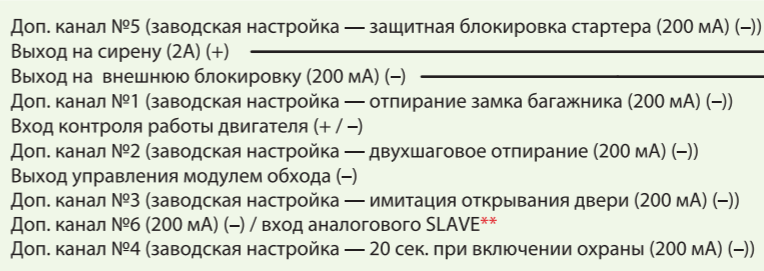 Доп. канал №5 (заводская настройка — защитная блокировка стартера (200 мА) (–))
Выход на сирену (2А) (+)
Выход на внешнюю блокировку (200 мА) (–)
Доп. канал №1 (заводская настройка — отпирание замка багажника (200 мА) (–))
Вход контроля работы двигателя (+ / –)
Доп. канал №2 (заводская настройка — двухшаговое отпирание (200 мА) (–))
Выход управления модулем обхода (–)
Доп. канал №3 (заводская настройка — имитация открывания двери (200 мА) (–))
Доп. канал №6 (200 мА) (–) / вход аналогового SLAVE**
Доп. канал №4 (заводская настройка — 20 сек. при включении охраны (200 мА) (–))